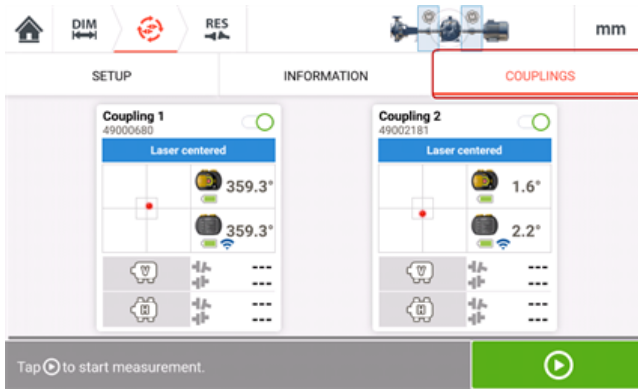 DIM
RES
mm
SETUP
INFORMATION
COUPLINGS
Coupling 1
49000680
Laser centered
359.3°
359.3°
V
---
---
H
---
---
Coupling 2
49002181
Laser centered
1.6°
2.2°
V
---
---
H
---
---
Tap to start measurement.